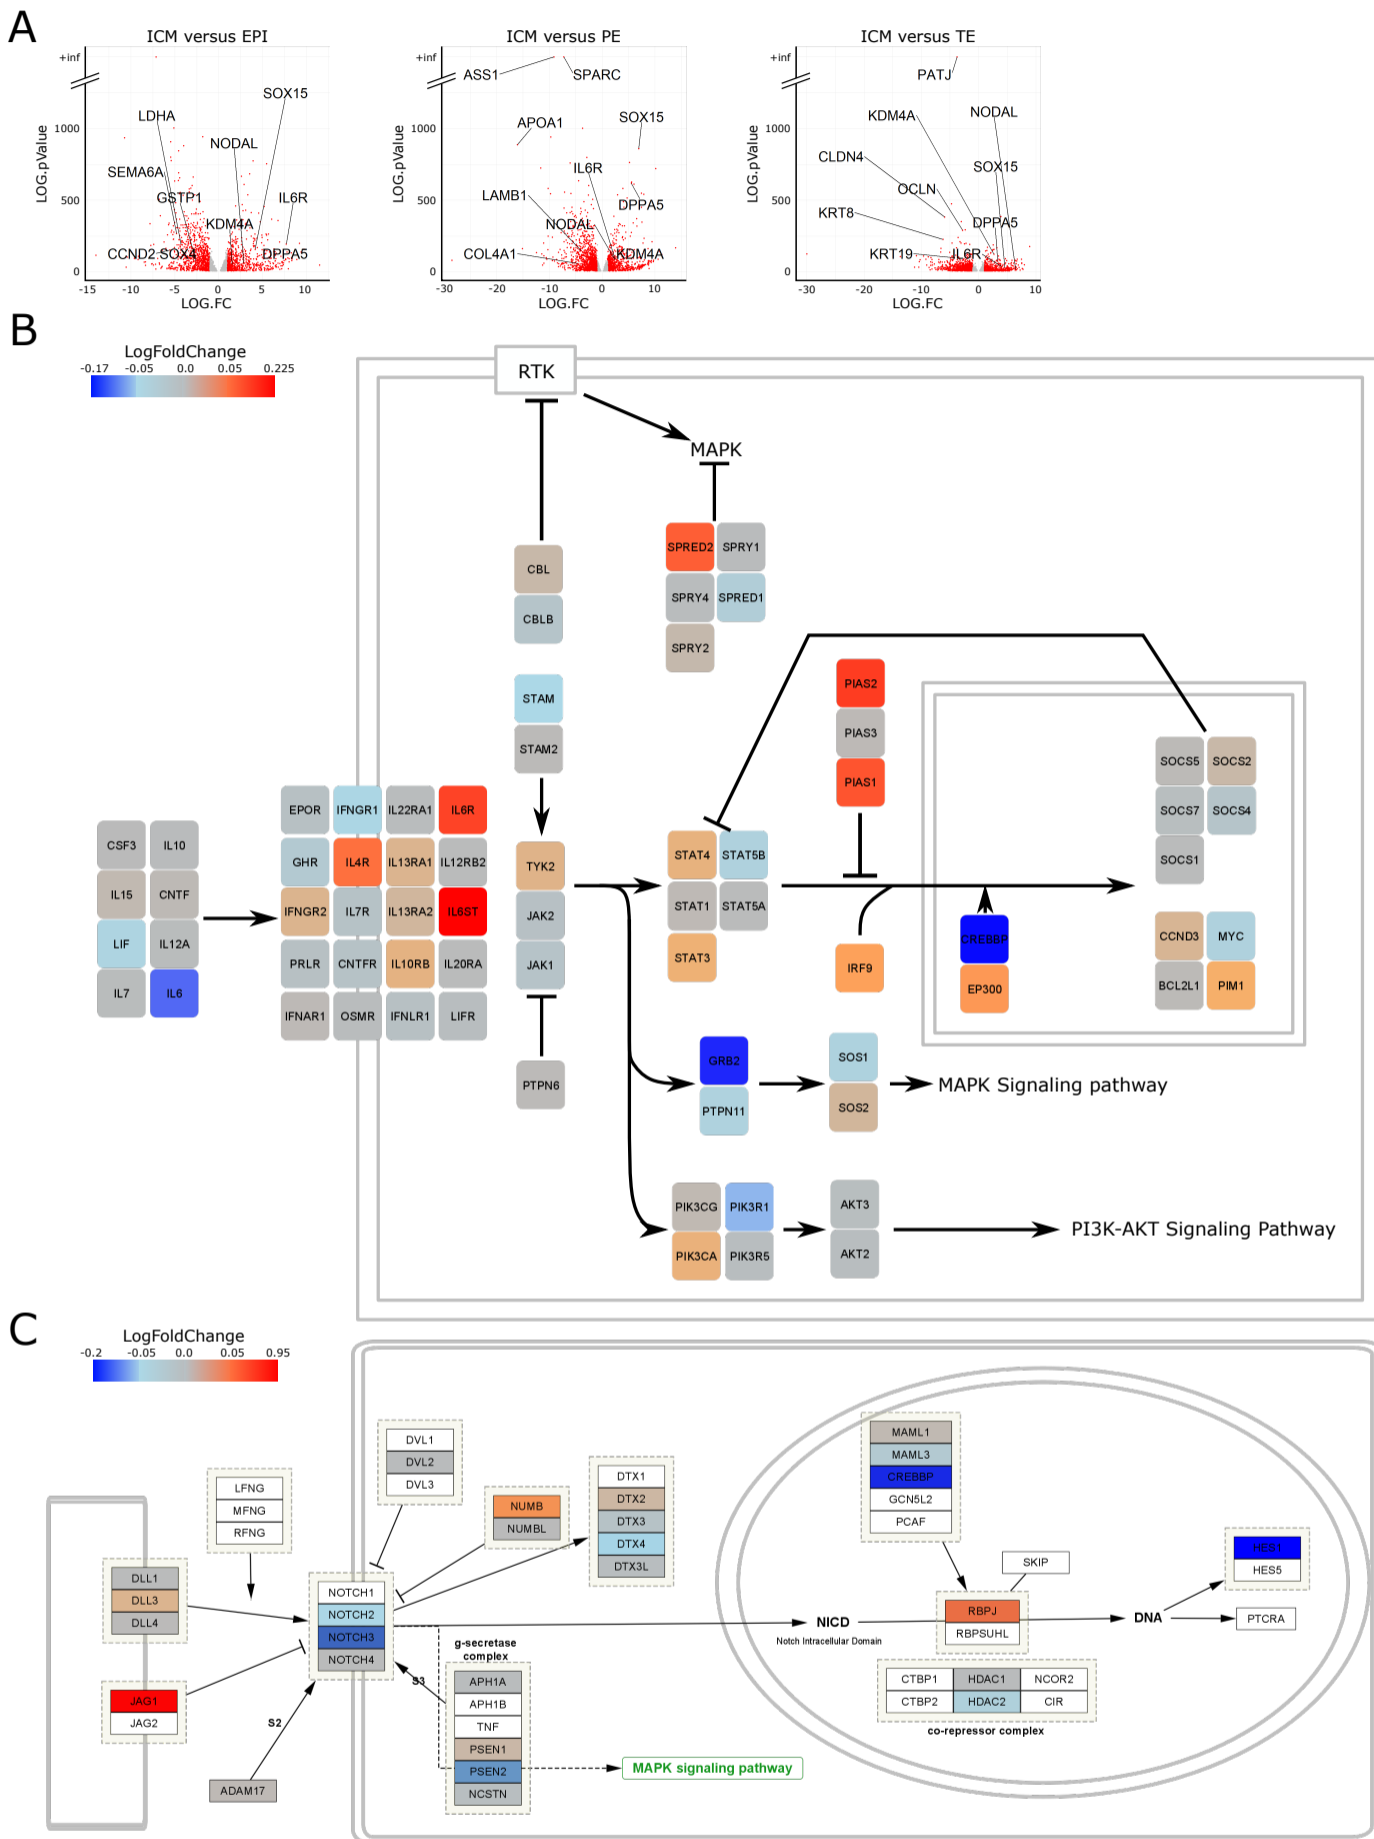 A
ICM versus EPI
+inf
1000
500
0
LOG.pValue
SOX15
LDHA
NODAL
SEMA6A
GSTP1
IL6R
KDM4A
CCND2
SOX4
DPPA5
-15
-10
-5
0
5
10
LOG.FC
ICM versus PE
+inf
1000
500
0
LOG.pValue
ASS1
SPARC
APOA1
SOX15
IL6R
LAMB1
DPPA5
NODAL
COL4A1
KDM4A
-30
-20
-10
0
10
LOG.FC
ICM versus TE
+inf
1000
500
0
LOG.pValue
PATJ
KDM4A
NODAL
CLDN4
SOX15
OCLN
KRT8
DPPA5
KRT19
IL6R
-30
-20
-10
0
10
LOG.FC
B
LogFoldChange
-0.17 -0.05 0.0 0.05 0.225
RTK
MAPK
SPRED2 SPRY1
SPRY4 SPRED1
SPRY2
CBL
CBLB
STAM
STAM2
PIAS2
PIAS3
PIAS1
SOCS5 SOCS2
SOCS7 SOCS4
SOCS1
CSF3 IL10
IL15 CNTF
LIF IL12A
IL7 IL6
EPOR IFNGR1 IL22RA1 IL6R
GHR IL4R IL13RA1 IL12RB2
IFNGR2 IL7R IL13RA2 IL6ST
PRLR CNTFR IL10RB IL20RA
IFNAR1 OSMR IFNLR1 LIFR
TYK2
JAK2
JAK1
PTPN6
STAT4 STAT5B
STAT1 STAT5A
STAT3
IRF9
CREBBP
EP300
CCND3 MYC
BCL2L1 PIM1
GRB2
PTPN11
SOS1
SOS2
MAPK Signaling pathway
PIK3CG PIK3R1
PIK3CA PIK3R5
AKT3
AKT2
PI3K-AKT Signaling Pathway
C
LogFoldChange
-0.2 -0.05 0.0 0.05 0.95
DVL1
DVL2
DVL3
LFNG
MFNG
RFNG
NUMB
NUMBL
DTX1
DTX2
DTX3
DTX4
DTX3L
MAML1
MAML3
CREBBP
GCN5L2
PCAF
SKIP
HES1
HES5
DLL1
DLL3
DLL4
NOTCH1
NOTCH2
NOTCH3
NOTCH4
NICD
Notch Intracellular Domain
RBPJ
RBPSUHL
DNA
PTCRA
JAG1
JAG2
S2
S3
ADAM17
g-secretase
complex
APH1A
APH1B
TNF
PSEN1
PSEN2
NCSTN
MAPK signaling pathway
CTBP1 HDAC1 NCOR2
CTBP2 HDAC2 CIR
co-repressor complex